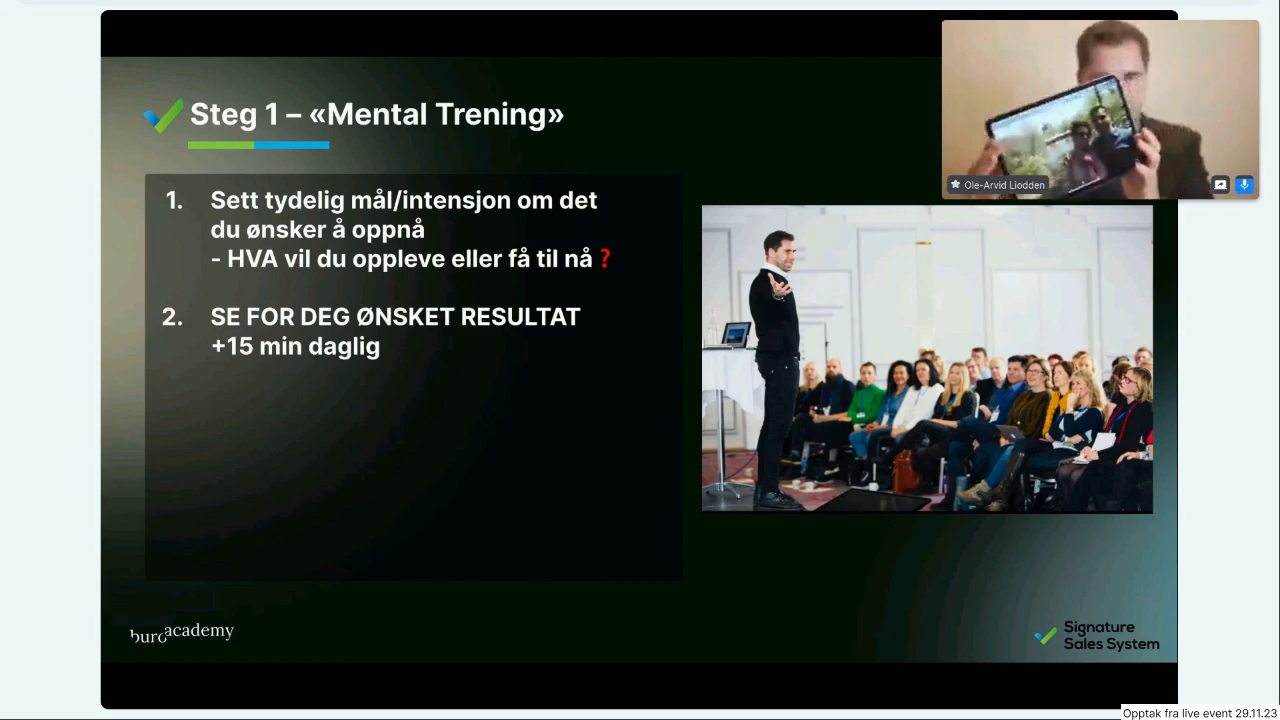 Steg 1 – «Mental Trening»
1. Sett tydelig mål/intensjon om det
du ønsker å oppnå
- HVA vil du oppleve eller få til nå ?
2. SE FOR DEG ØNSKET RESULTAT
+15 min daglig
Ole-Arvid Liodden
buro academy
Signature
Sales System
Opptak fra live event 29.11.23